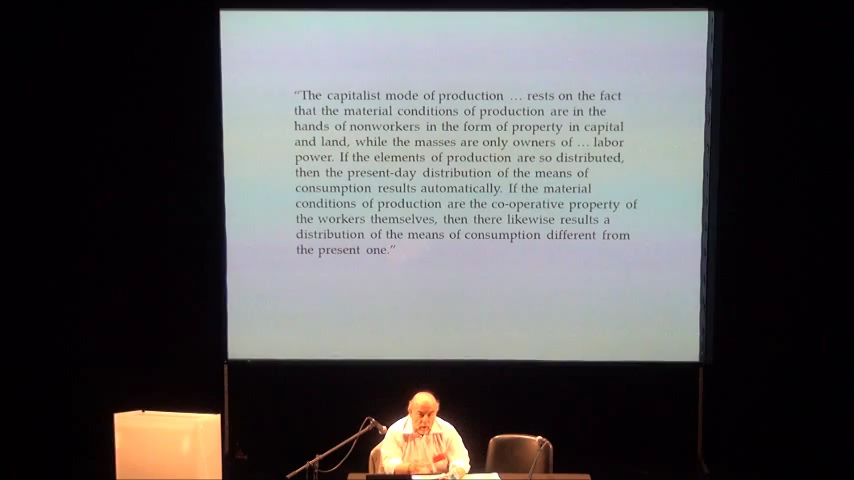 “The capitalist mode of production … rests on the fact
that the material conditions of production are in the
hands of nonworkers in the form of property in capital
and land, while the masses are only owners of … labor
power. If the elements of production are so distributed,
then the present-day distribution of the means of
consumption results automatically. If the material
conditions of production are the co-operative property of
the workers themselves, then there likewise results a
distribution of the means of consumption different from
the present one.”